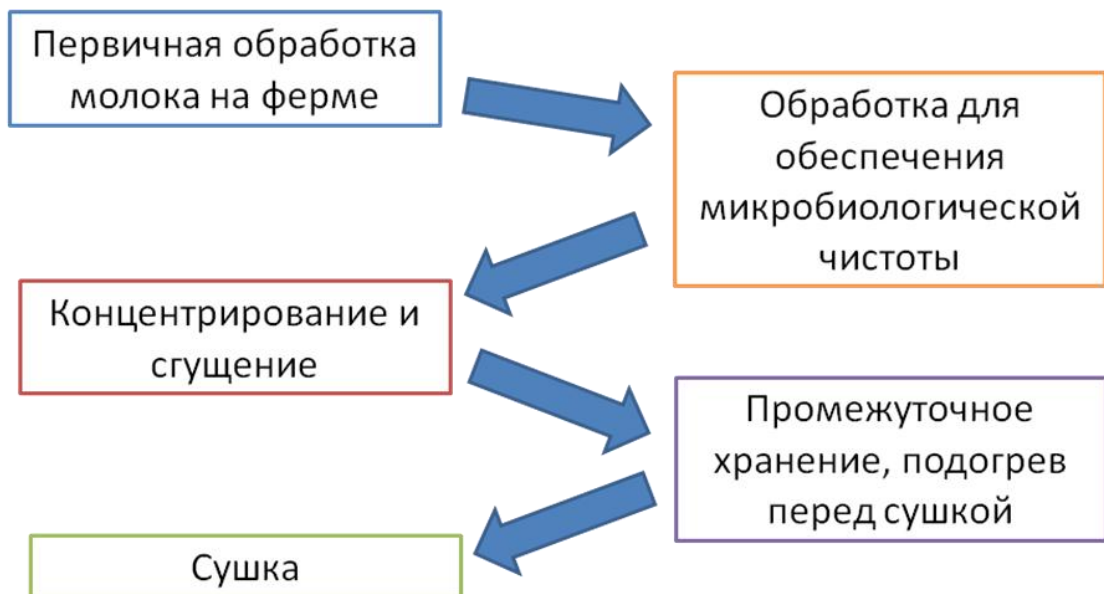 Первичная обработка
молока на ферме
Обработка для
обеспечения
микробиологической
чистоты
Концентрирование и
сгущение
Промежуточное
хранение, подогрев
перед сушкой
Сушка